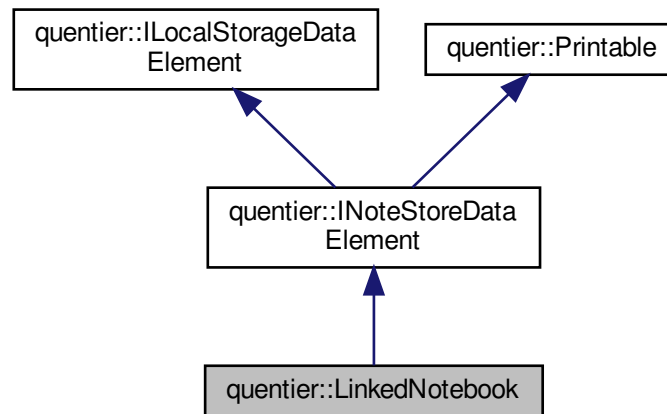 quentier::ILocalStorageData
Element
quentier::Printable
quentier::INoteStoreData
Element
quentier::LinkedNotebook